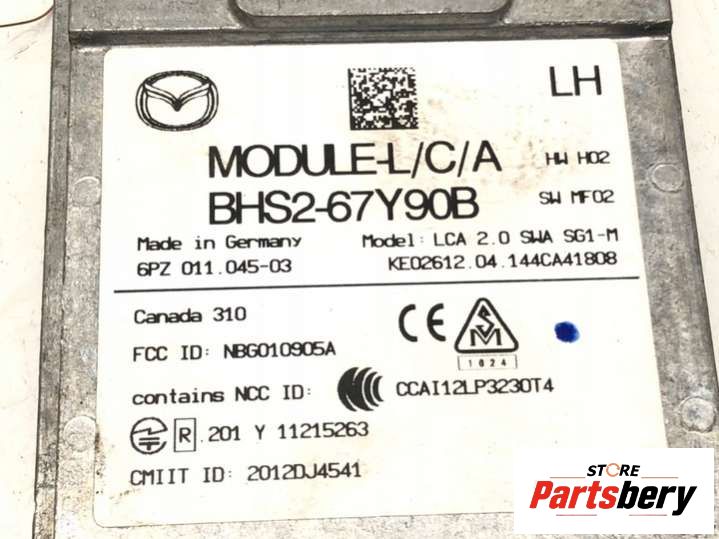 LH
MODULE-L/C/A HW H02
BHS2-67Y90B SW MF02
Made in Germany Model: LCA 2.0 SWA SG1-M
6PZ 011.045-03 KE02612.04.144CA41808
Canada 310
CE SM
FCC ID: NBG010905A 1024
contains NCC ID: CCAI12LP3230T4
R 201 Y 11215263
CMIIT ID: 2012DJ4541
STORE
Partsbery